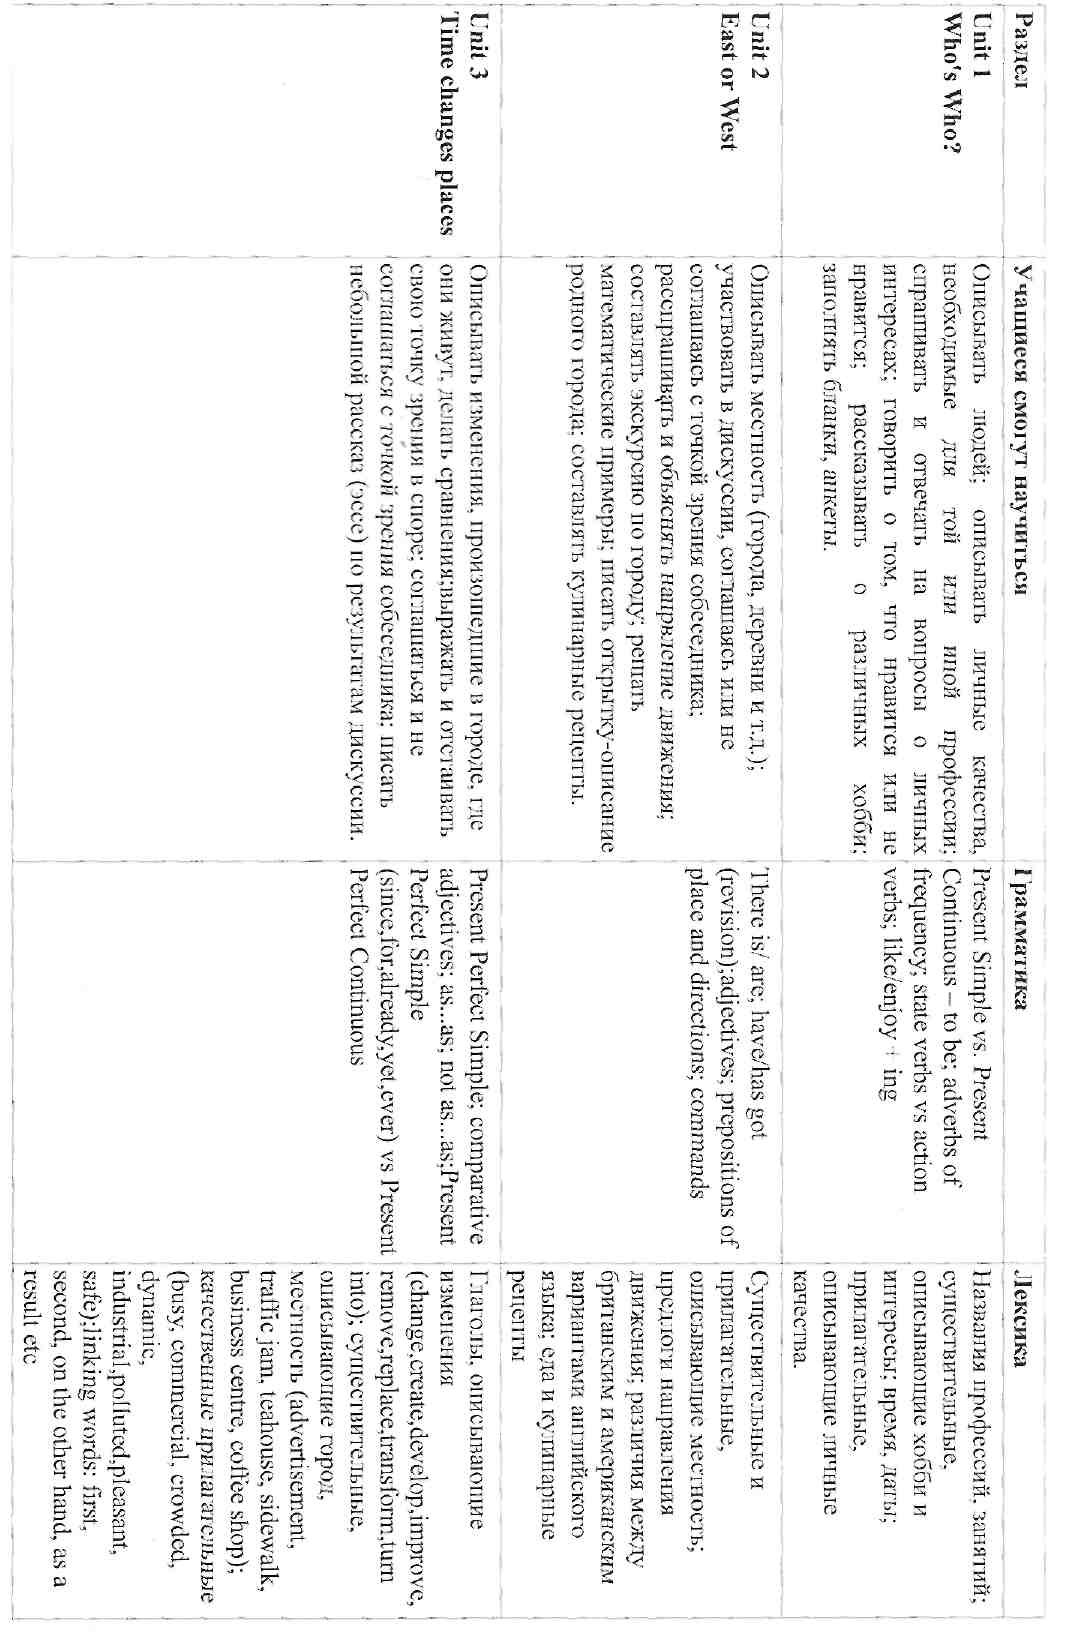 Раздел
Учащиеся смогут научиться
Грамматика
Лексика
Unit 1
Who's Who?
Описывать людей; описывать личные качества,
необходимые для той или иной профессии;
спрашивать и отвечать на вопросы о личных
интересах; говорить о том, что нравится или не
нравится; рассказывать о различных хобби;
заполнять бланки, анкеты.
Present Simple vs. Present
Continuous – to be; adverbs of
frequency; state verbs vs action
verbs; like/enjoy + ing
Названия профессий, занятий;
существительные,
описывающие хобби и
интересы; время, даты;
прилагательные,
описывающие личные
качества.
Unit 2
East or West
Описывать местность (города, деревни и т.д.);
участвовать в дискуссии, соглашаясь или не
соглашаясь с точкой зрения собеседника;
расспрашивать и объяснять напрвление движения;
составлять экскурсию по городу; решать
математические примеры; писать открытку-описание
родного города; составлять кулинарные рецепты.
There is/ are; have/has got
(revision);adjectives; prepositions of
place and directions; commands
Существительные и
прилагательные,
описывающие местность;
предлоги направления
движения; различия между
британским и американским
вариантами английского
языка; еда и кулинарные
рецепты
Unit 3
Time changes places
Описывать изменения, произошедшие в городе, где
они живут, делать сравнения;выражать и отстаивать
свою точку зрения в споре; соглашаться и не
соглашаться с точкой зрения собеседника; писать
небольшой рассказ (эссе) по результатам дискуссии.
Present Perfect Simple; comparative
adjectives; as...as; not as...as;Present
Perfect Simple
(since,for,already,yet,ever) vs Present
Perfect Continuous
Глаголы, описывающие
изменения
(change,create,develop,improve,
remove,replace,transform,turn
into); существительные,
описывающие город,
местность (advertisement,
traffic jam, teahouse, sidewalk,
business centre, coffee shop);
качественные прилагательные
(busy, commercial, crowded,
dynamic,
industrial,polluted,pleasant,
safe);linking words: first,
second, on the other hand, as a
result etc